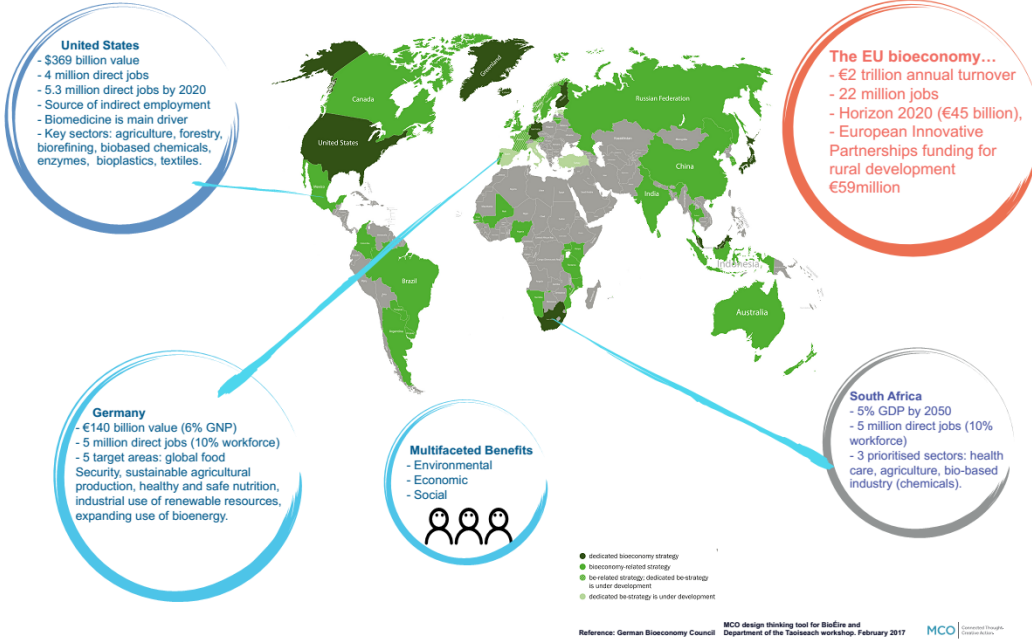 United States
- $369 billion value
- 4 million direct jobs
- 5.3 million direct jobs by 2020
- Source of indirect employment
- Biomedicine is main driver
- Key sectors: agriculture, forestry,
biorefining, biobased chemicals,
enzymes, bioplastics, textiles.
The EU bioeconomy…
- €2 trillion annual turnover
- 22 million jobs
- Horizon 2020 (€45 billion),
- European Innovative
Partnerships funding for
rural development
€59million
Greenland
Canada
Russian Federation
United States
China
India
Indonesia
Brezil
Australia
Germany
- €140 billion value (6% GNP)
- 5 million direct jobs (10% workforce)
- 5 target areas: global food
Security, sustainable agricultural
production, healthy and safe nutrition,
industrial use of renewable resources,
expanding use of bioenergy.
Multifaceted Benefits
- Environmental
- Economic
- Social
South Africa
- 5% GDP by 2050
- 5 million direct jobs (10%
workforce)
- 3 prioritised sectors: health
care, agriculture, bio-based
industry (chemicals).
dedicated bioeconomy strategy
bioeconomy-related strategy
be-related strategy; dedicated be-strategy
is under development
dedicated be-strategy is under development
Reference: German Bioeconomy Council
MCO design thinking tool for BioÉire and
Department of the Taoiseach workshop. February 2017
MCO
Connected Thought.
Creative Action.